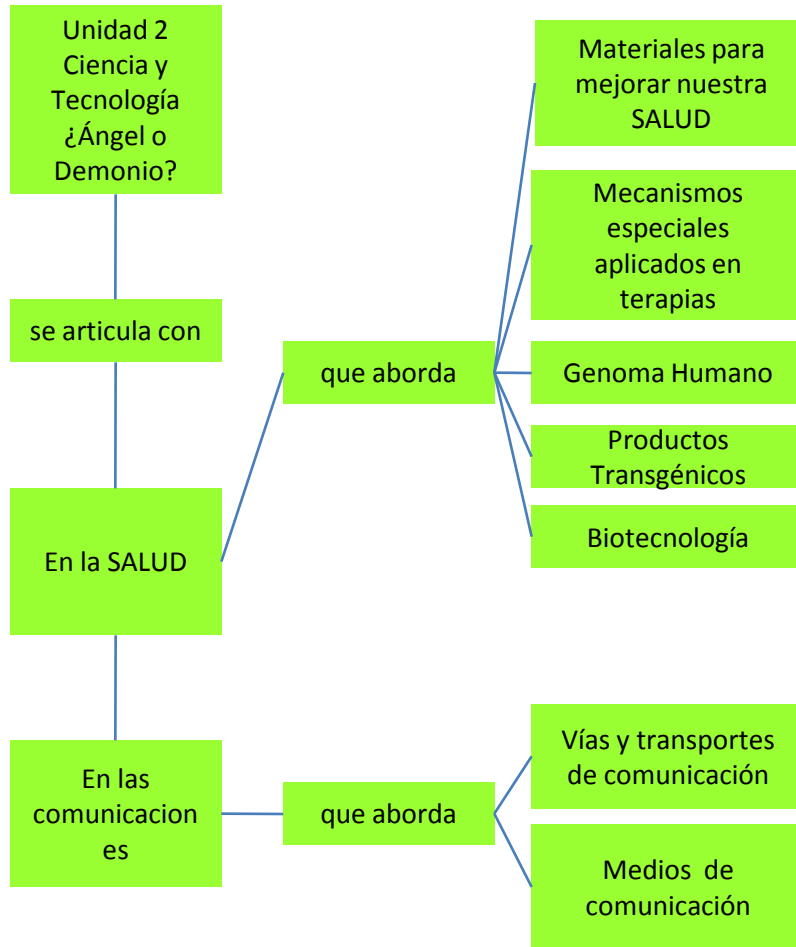 Unidad 2
Ciencia y
Tecnología
¿Ángel o
Demonio?
se articula con
En la SALUD
que aborda
Materiales para
mejorar nuestra
SALUD
Mecanismos
especiales
aplicados en
terapias
Genoma Humano
Productos
Transgénicos
Biotecnología
En las
comunicacion
es
que aborda
Vías y transportes
de comunicación
Medios de
comunicación